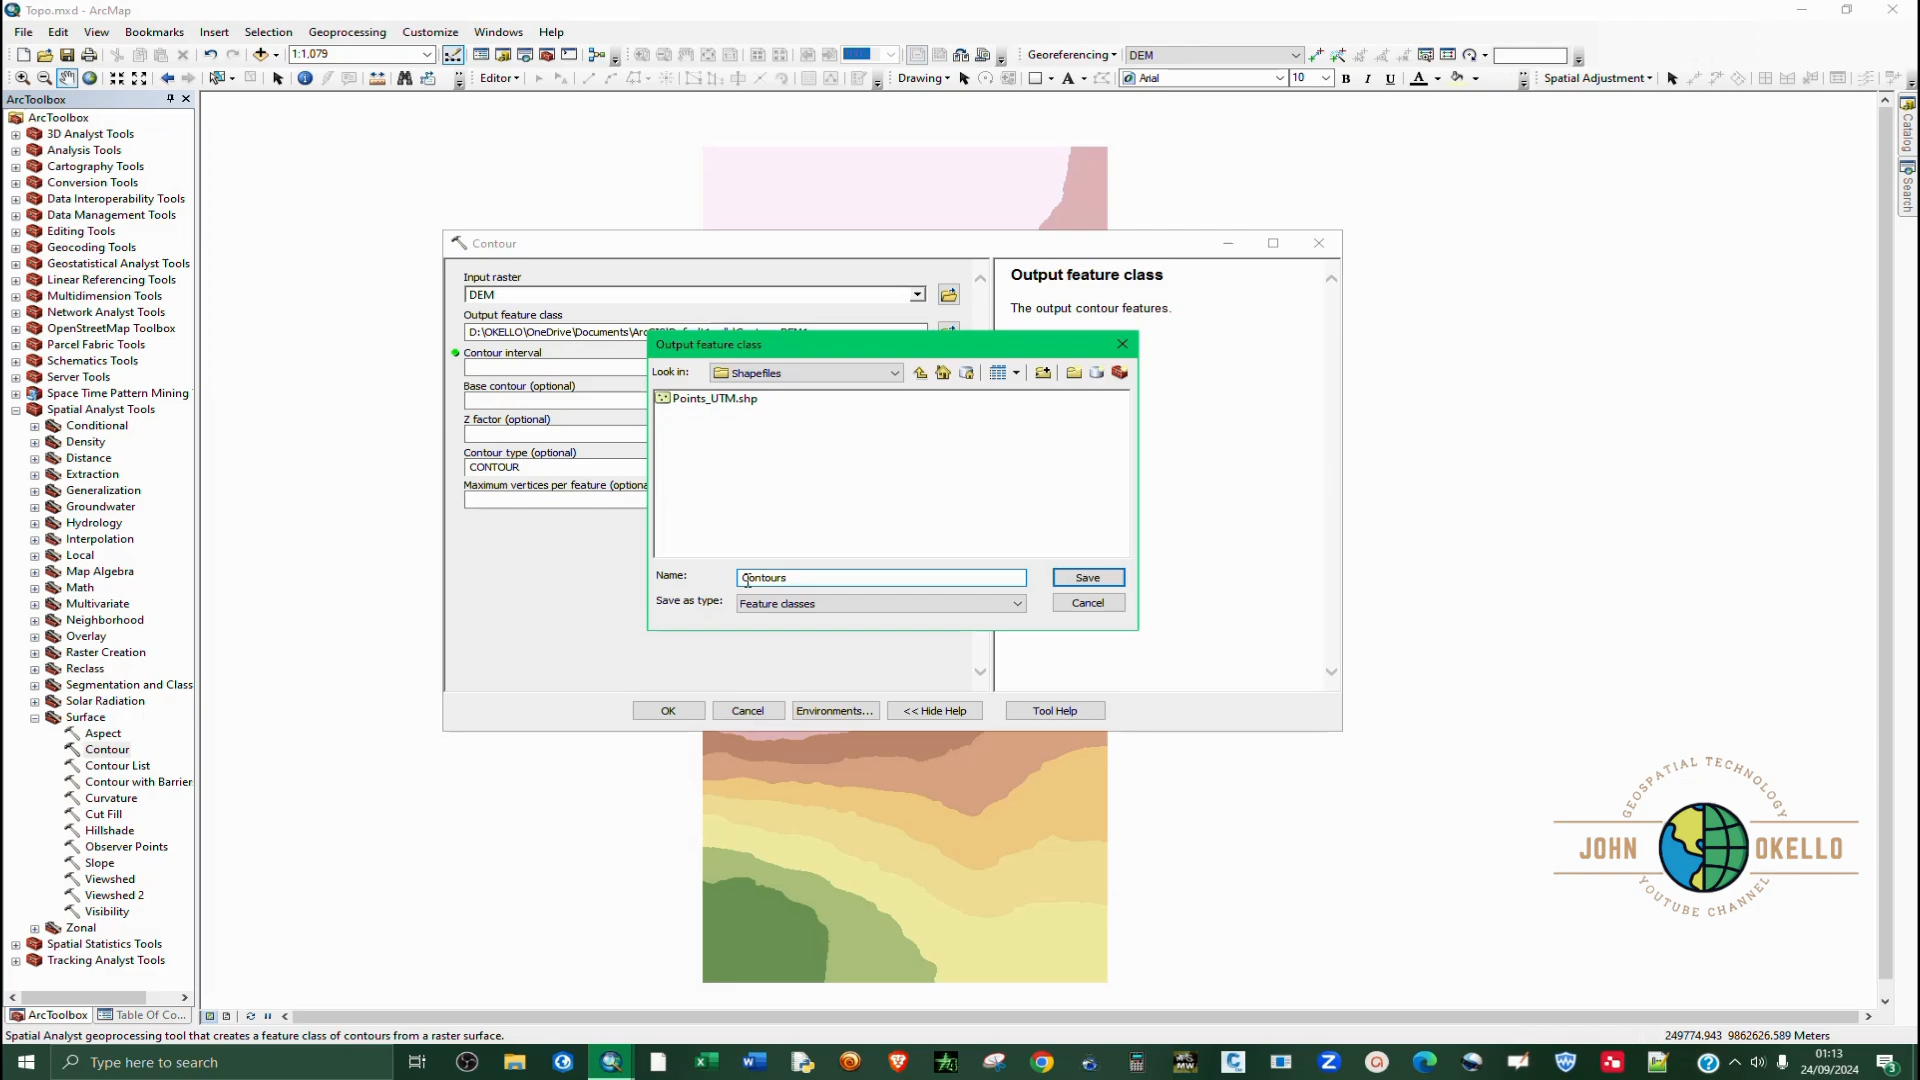 Topo.mxd - ArcMap
File Edit View Bookmarks Insert Selection Geoprocessing Customize Windows Help
1:1,079
Georeferencing DEM
Editor Drawing Arial 10 B I U A Spatial Adjustment
ArcToolbox
ArcToolbox
3D Analyst Tools
Analysis Tools
Cartography Tools
Conversion Tools
Data Interoperability Tools
Data Management Tools
Editing Tools
Geocoding Tools
Geostatistical Analyst Tools
Linear Referencing Tools
Multidimension Tools
Network Analyst Tools
OpenStreetMap Toolbox
Parcel Fabric Tools
Schematics Tools
Server Tools
Space Time Pattern Mining
Spatial Analyst Tools
Conditional
Density
Distance
Extraction
Generalization
Groundwater
Hydrology
Interpolation
Local
Map Algebra
Math
Multivariate
Neighborhood
Overlay
Raster Creation
Reclass
Segmentation and Class
Solar Radiation
Surface
Aspect
Contour
Contour List
Contour with Barrier
Curvature
Cut Fill
Hillshade
Observer Points
Slope
Viewshed
Viewshed 2
Visibility
Zonal
Spatial Statistics Tools
Tracking Analyst Tools
ArcToolbox Table Of Co...
Spatial Analyst geoprocessing tool that creates a feature class of contours from a raster surface.
249774.943 9862626.589 Meters
Catalog
Search
Contour
Input raster
DEM
Output feature class
D:\OKELLO\OneDrive\Documents\Arc
Contour interval
Base contour (optional)
Z factor (optional)
Contour type (optional)
CONTOUR
Maximum vertices per feature (optiona
OK Cancel Environments... << Hide Help Tool Help
Output feature class
The output contour features.
Output feature class
Look in: Shapefiles
Points_UTM.shp
Name: Contours Save
Save as type: Feature classes Cancel
GEOSPATIAL TECHNOLOGY
JOHN OKELLO
YOUTUBE CHANNEL
Type here to search
01:13
24/09/2024